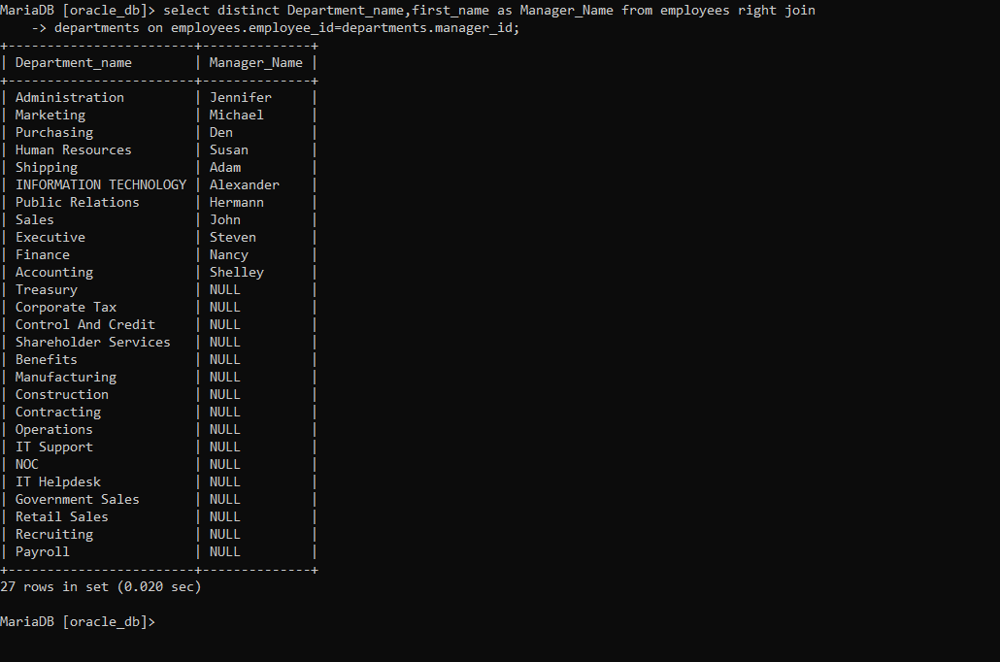 MariaDB [oracle_db]> select distinct Department_name,first_name as Manager_Name from employees right join
    -> departments on employees.employee_id=departments.manager_id;
+------------------------+--------------+
| Department_name        | Manager_Name |
+------------------------+--------------+
| Administration         | Jennifer     |
| Marketing              | Michael      |
| Purchasing             | Den          |
| Human Resources        | Susan        |
| Shipping               | Adam         |
| INFORMATION TECHNOLOGY | Alexander    |
| Public Relations       | Hermann      |
| Sales                  | John         |
| Executive              | Steven       |
| Finance                | Nancy        |
| Accounting             | Shelley      |
| Treasury               | NULL         |
| Corporate Tax          | NULL         |
| Control And Credit     | NULL         |
| Shareholder Services   | NULL         |
| Benefits               | NULL         |
| Manufacturing          | NULL         |
| Construction           | NULL         |
| Contracting            | NULL         |
| Operations             | NULL         |
| IT Support             | NULL         |
| NOC                    | NULL         |
| IT Helpdesk            | NULL         |
| Government Sales       | NULL         |
| Retail Sales           | NULL         |
| Recruiting             | NULL         |
| Payroll                | NULL         |
+------------------------+--------------+
27 rows in set (0.020 sec)
MariaDB [oracle_db]>